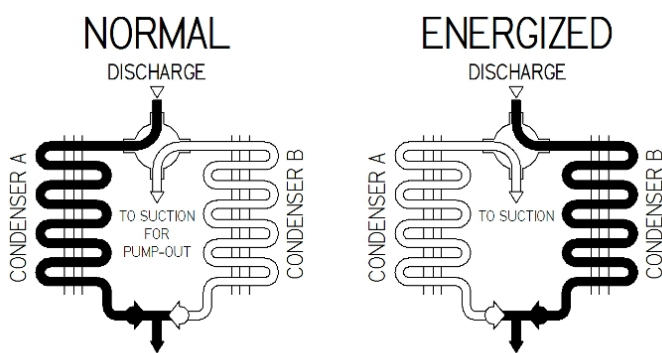 NORMAL
DISCHARGE
CONDENSER A
TO SUCTION
FOR
PUMP-OUT
CONDENSER B
ENERGIZED
DISCHARGE
CONDENSER A
TO SUCTION
CONDENSER B